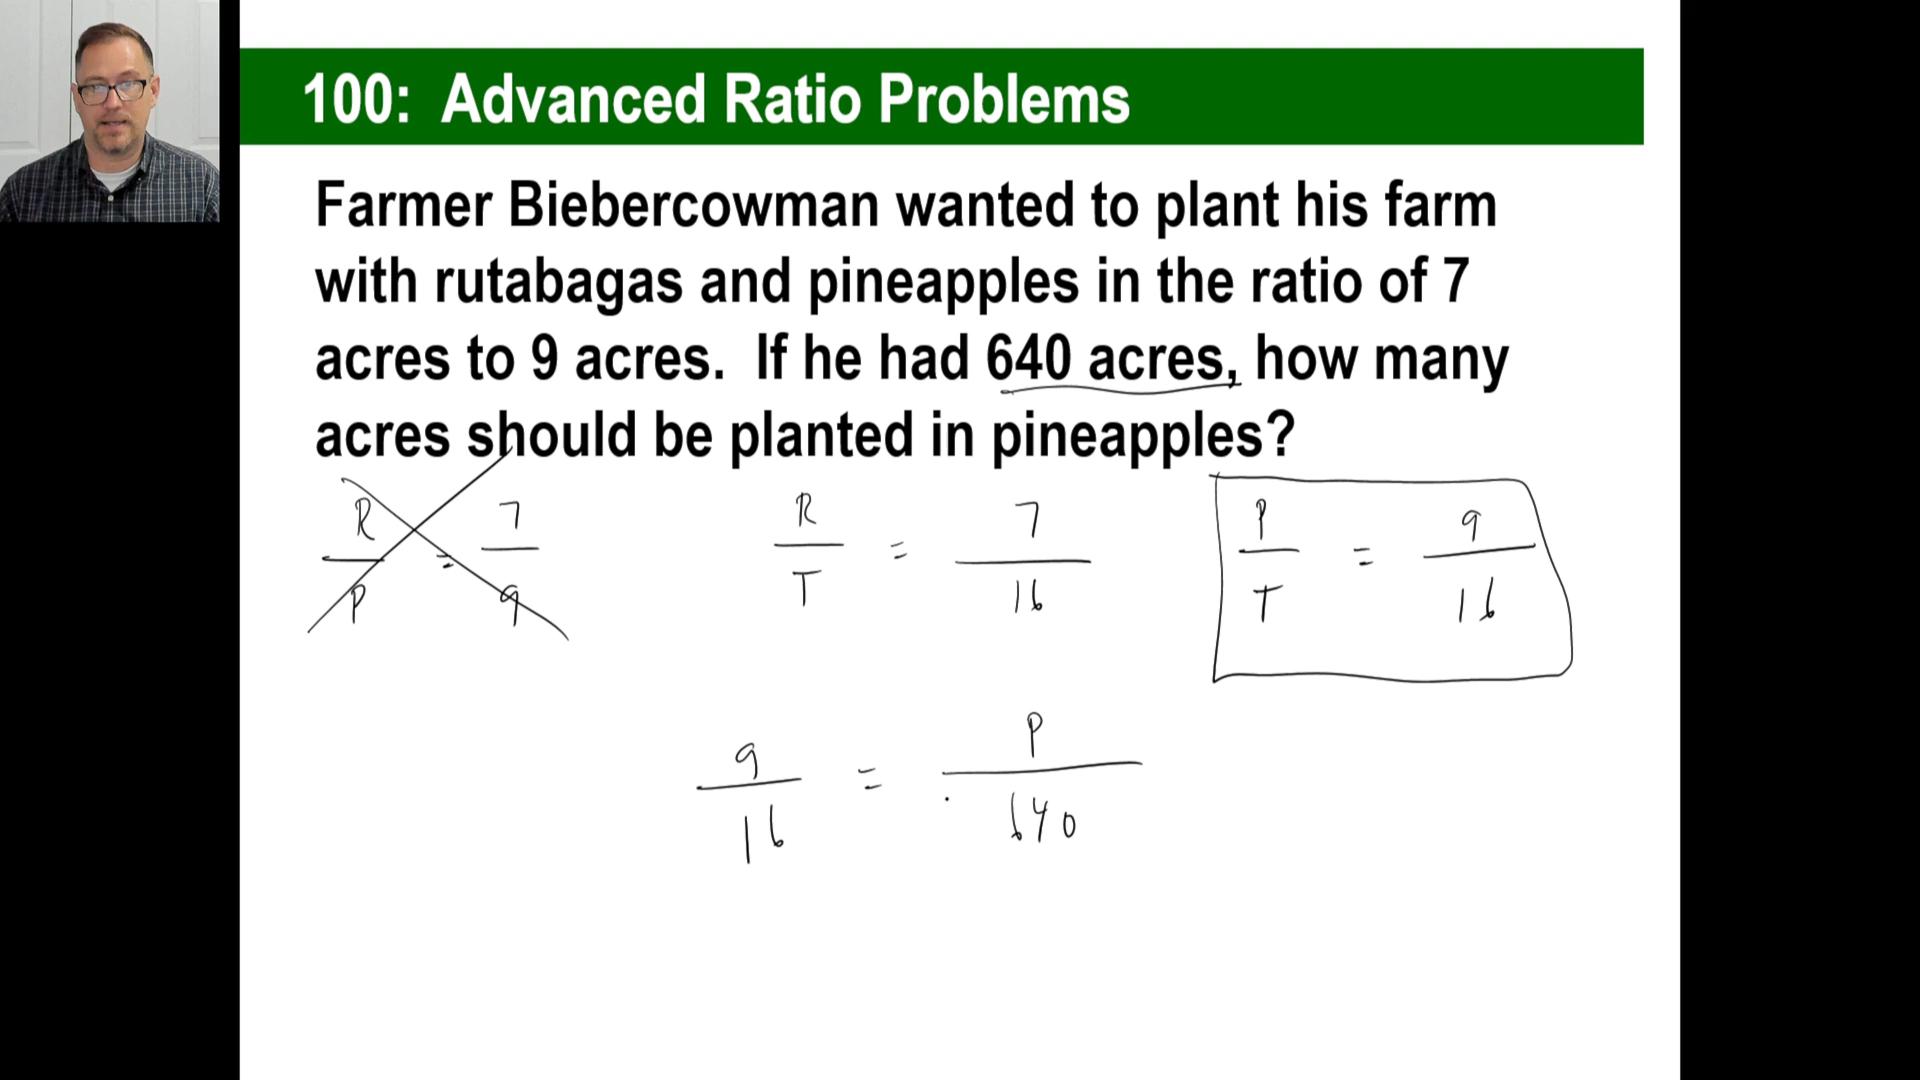 100: Advanced Ratio Problems
Farmer Biebercowman wanted to plant his farm
with rutabagas and pineapples in the ratio of 7
acres to 9 acres. If he had 640 acres, how many
acres should be planted in pineapples?
R/P = 7/9
R/T = 7/16
P/T = 9/16
9/16 = P/640